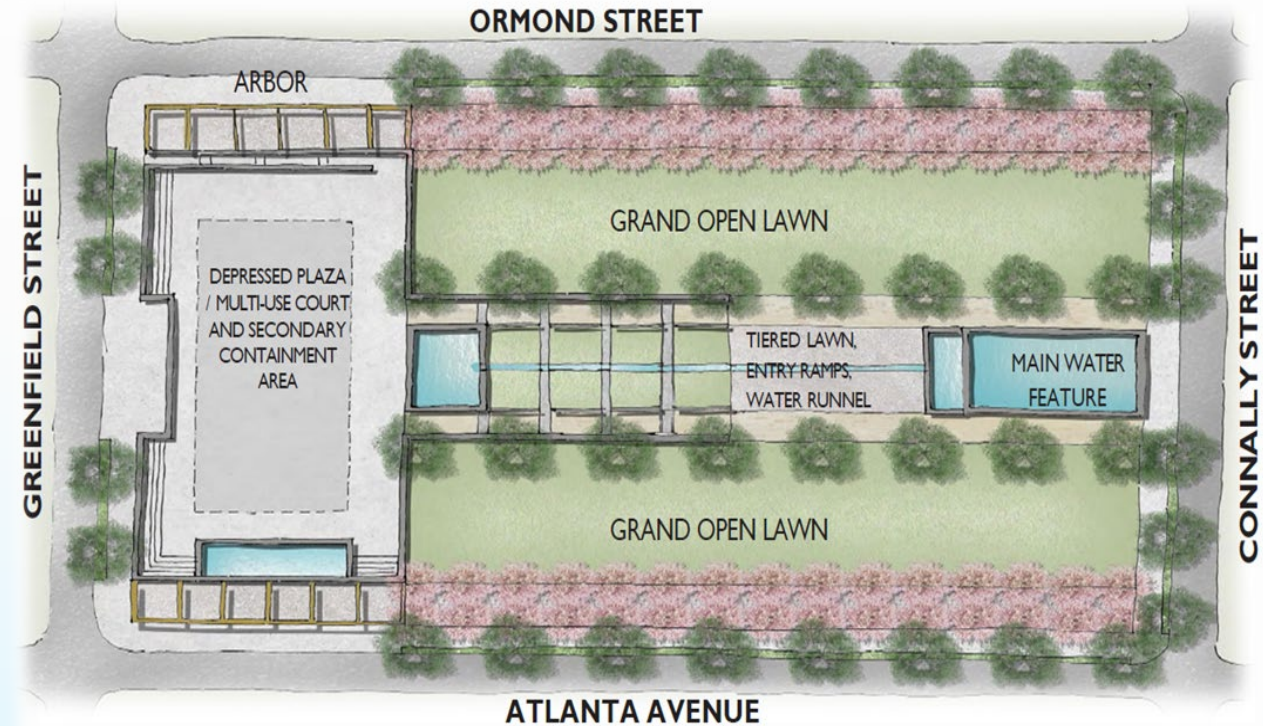 ORMOND STREET
ARBOR
GREENFIELD STREET
GRAND OPEN LAWN
DEPRESSED PLAZA
/ MULTI-USE COURT
AND SECONDARY
CONTAINMENT
AREA
TIERED LAWN,
ENTRY RAMPS,
WATER RUNNEL
MAIN WATER
FEATURE
CONNALLY STREET
GRAND OPEN LAWN
ATLANTA AVENUE